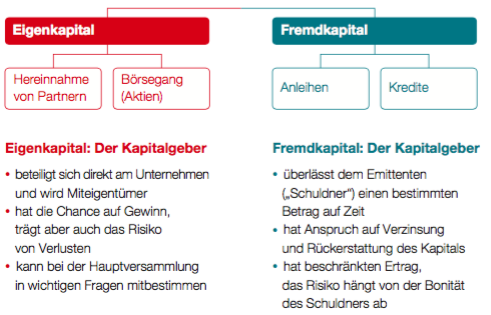 Eigenkapital
Fremdkapital
Hereinnahme
von Partnern
Börsegang
(Aktien)
Anleihen
Kredite
Eigenkapital: Der Kapitalgeber
• beteiligt sich direkt am Unternehmen
und wird Miteigentümer
• hat die Chance auf Gewinn,
trägt aber auch das Risiko
von Verlusten
• kann bei der Hauptversammlung
in wichtigen Fragen mitbestimmen
Fremdkapital: Der Kapitalgeber
• überlässt dem Emittenten
(„Schuldner“) einen bestimmten
Betrag auf Zeit
• hat Anspruch auf Verzinsung
und Rückerstattung des Kapitals
• hat beschränkten Ertrag,
das Risiko hängt von der Bonität
des Schuldners ab